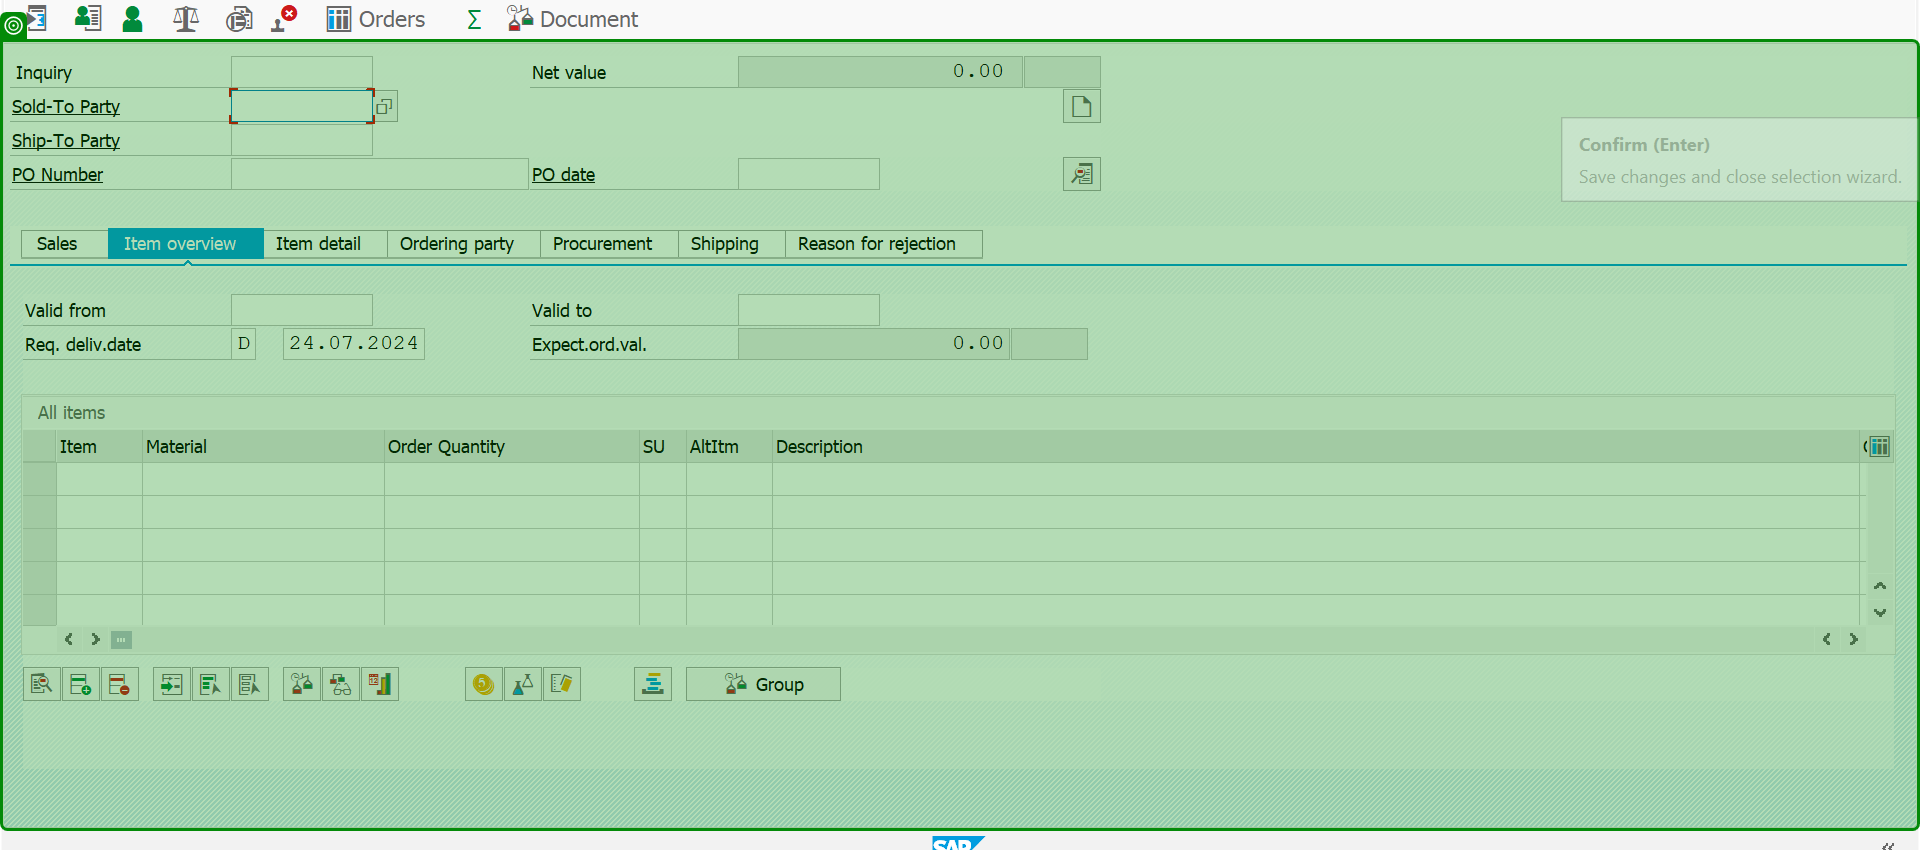 Orders Document
Inquiry Net value 0.00
Sold-To Party
Ship-To Party
PO Number PO date
Confirm (Enter)
Save changes and close selection wizard.
Sales Item overview Item detail Ordering party Procurement Shipping Reason for rejection
Valid from Valid to
Req. deliv.date D 24.07.2024 Expect.ord.val. 0.00
All items
Item Material Order Quantity SU AltItm Description
Group
SAP